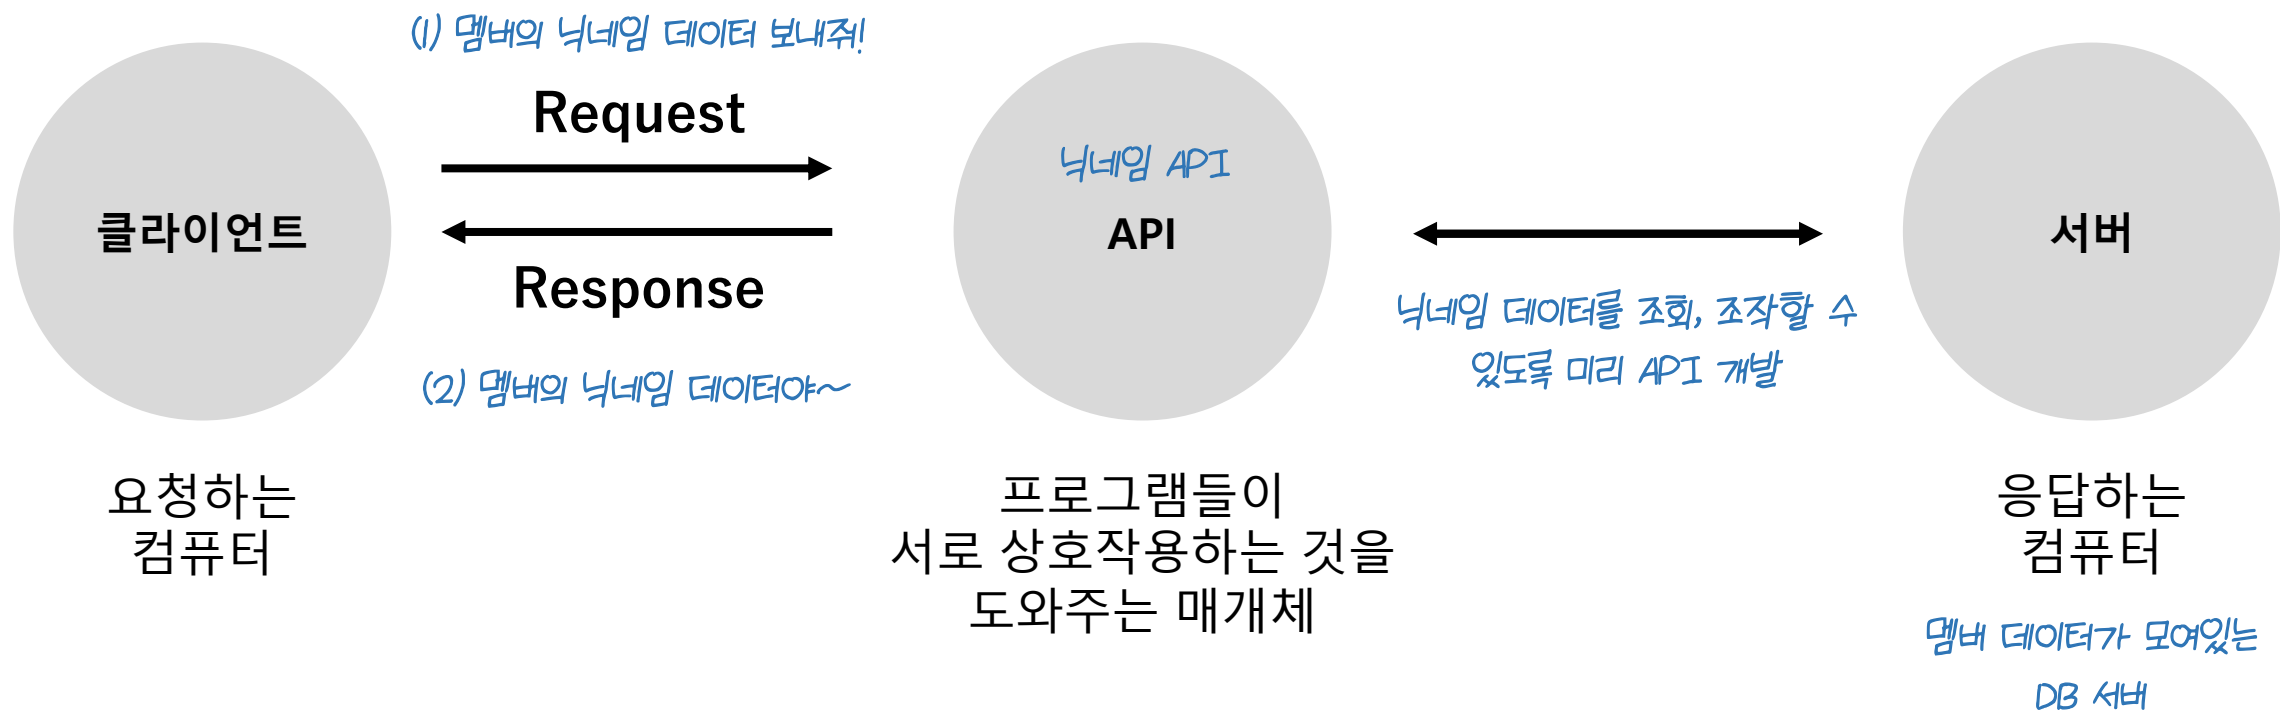 (1) 멤버의 닉네임 데이터 보내줘!
Request
클라이언트
Response
(2) 멤버의 닉네임 데이터야~
요청하는
컴퓨터
닉네임 API
API
프로그램들이
서로 상호작용하는 것을
도와주는 매개체
닉네임 데이터를 조회, 조작할 수
있도록 미리 API 개발
서버
응답하는
컴퓨터
멤버 데이터가 모여있는
DB 서버